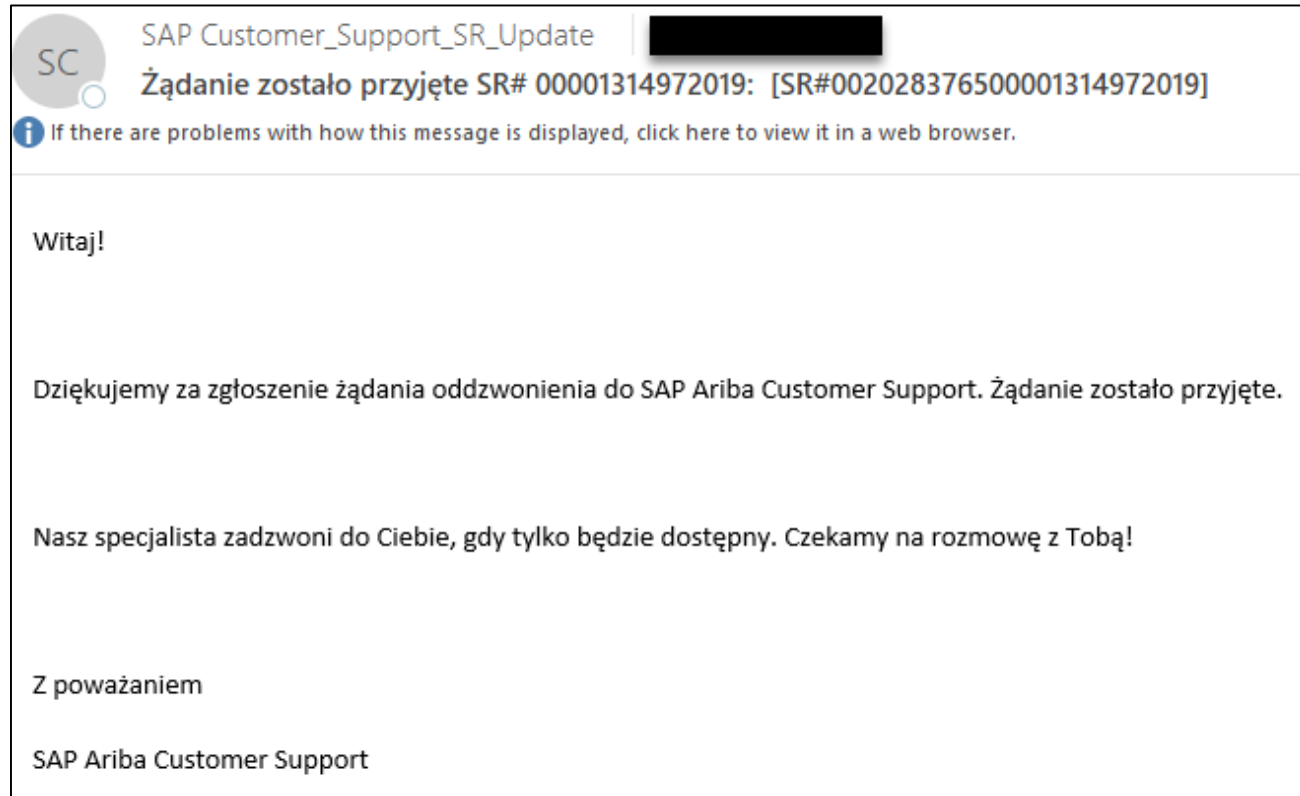 SC
SAP Customer_Support_SR_Update
Żądanie zostało przyjęte SR# 00001314972019: [SR#002028376500001314972019]
If there are problems with how this message is displayed, click here to view it in a web browser.
Witaj!
Dziękujemy za zgłoszenie żądania oddzwonienia do SAP Ariba Customer Support. Żądanie zostało przyjęte.
Nasz specjalista zadzwoni do Ciebie, gdy tylko będzie dostępny. Czekamy na rozmowę z Tobą!
Z poważaniem
SAP Ariba Customer Support